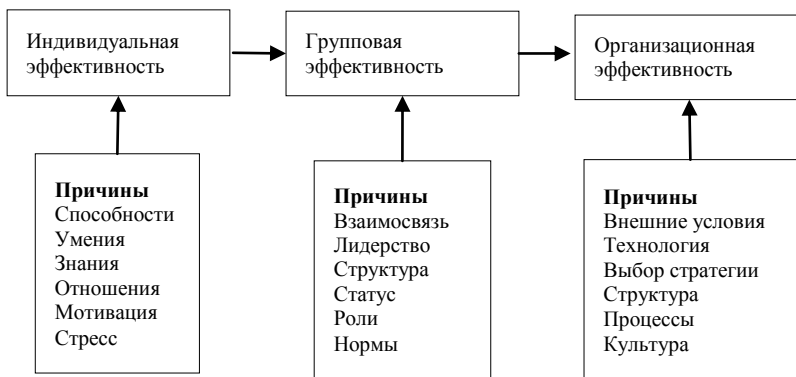 Индивидуальная
эффективность
Групповая
эффективность
Организационная
эффективность
Причины
Способности
Умения
Знания
Отношения
Мотивация
Стресс
Причины
Взаимосвязь
Лидерство
Структура
Статус
Роли
Нормы
Причины
Внешние условия
Технология
Выбор стратегии
Структура
Процессы
Культура